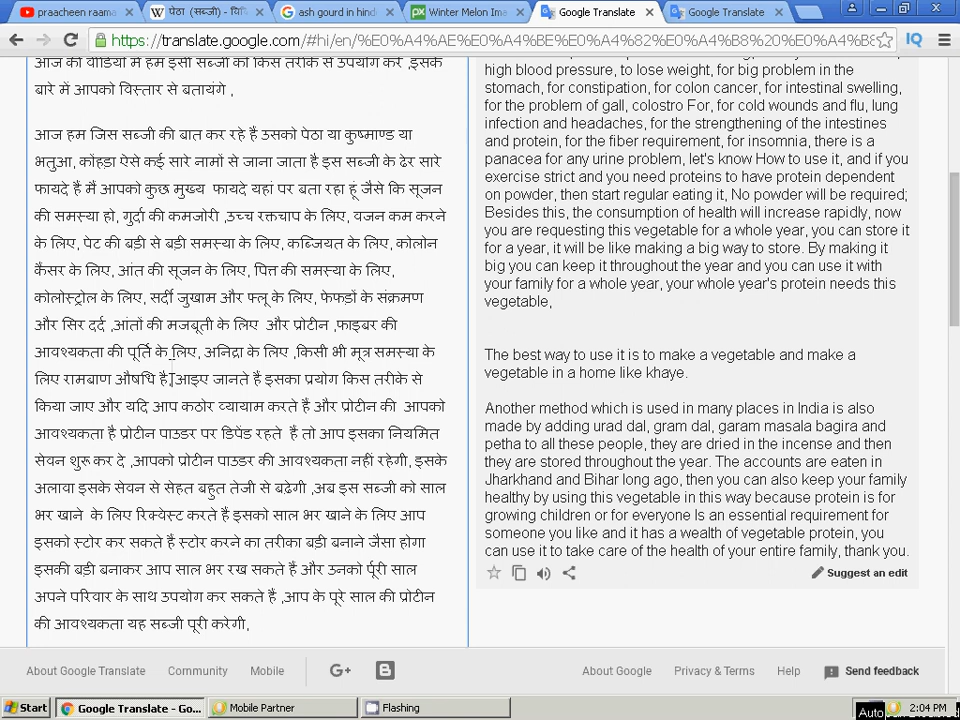 praacheen raama
पेठा (सब्जी) - विि
ash gourd in hind
Winter Melon Ima
Google Translate
Google Translate
https://translate.google.com/#hi/en/%E0%A4%AE%E0%A4%BE%E0%A4%82%E0%A4%B8%20%E0%A4%8
आज की वीडियो में हम इसी सब्जी को किस तरीके से उपयोग करें ,इसके
बारे में आपको विस्तार से बतायंगे ,
आज हम जिस सब्जी की बात कर रहे हैं उसको पेठा या कुष्माण्ड या
भतुआ, कोहड़ा ऐसे कई सारे नामों से जाना जाता है इस सब्जी के ढेर सारे
फायदे हैं मैं आपको कुछ मुख्य फायदे यहां पर बता रहा हूं जैसे कि सूजन
की समस्या हो, गुर्दा की कमजोरी ,उच्च रक्तचाप के लिए, वजन कम करने
के लिए, पेट की बड़ी से बड़ी समस्या के लिए, कब्जियत के लिए, कोलोन
कैंसर के लिए, आंत की सूजन के लिए, पित्त की समस्या के लिए,
कोलोस्ट्रोल के लिए, सर्दी जुखाम और फ्लू के लिए, फेफड़ों के संक्रमण
और सिर दर्द ,आंतों की मजबूती के लिए और प्रोटीन ,फाइबर की
आवश्यकता की पूर्ति के लिए, अनिद्रा के लिए ,किसी भी मूत्र समस्या के
लिए रामबाण औषधि है,आइए जानते हैं इसका प्रयोग किस तरीके से
किया जाए और यदि आप कठोर व्यायाम करते हैं और प्रोटीन की आपको
आवश्यकता है प्रोटीन पाउडर पर डिपेंड रहते हैं तो आप इसका नियमित
सेवन शुरू कर दे ,आपको प्रोटीन पाउडर की आवश्यकता नहीं रहेगी, इसके
अलावा इसके सेवन से सेहत बहुत तेजी से बढ़ेगी ,अब इस सब्जी को साल
भर खाने के लिए रिक्वेस्ट करते हैं इसको साल भर खाने के लिए आप
इसको स्टोर कर सकते हैं स्टोर करने का तरीका बड़ी बनाने जैसा होगा
इसकी बड़ी बनाकर आप साल भर रख सकते हैं और उनको पूरी साल
अपने परिवार के साथ उपयोग कर सकते हैं ,आप के पूरे साल की प्रोटीन
की आवश्यकता यह सब्जी पूरी करेगी,
high blood pressure, to lose weight, for big problem in the
stomach, for constipation, for colon cancer, for intestinal swelling,
for the problem of gall, colostro For, for cold wounds and flu, lung
infection and headaches, for the strengthening of the intestines
and protein, for the fiber requirement, for insomnia, there is a
panacea for any urine problem, let's know How to use it, and if you
exercise strict and you need proteins to have protein dependent
on powder, then start regular eating it, No powder will be required;
Besides this, the consumption of health will increase rapidly, now
you are requesting this vegetable for a whole year, you can store it
for a year, it will be like making a big way to store. By making it
big you can keep it throughout the year and you can use it with
your family for a whole year, your whole year's protein needs this
vegetable,
The best way to use it is to make a vegetable and make a
vegetable in a home like khaye.
Another method which is used in many places in India is also
made by adding urad dal, gram dal, garam masala bagira and
petha to all these people, they are dried in the incense and then
they are stored throughout the year. The accounts are eaten in
Jharkhand and Bihar long ago, then you can also keep your family
healthy by using this vegetable in this way because protein is for
growing children or for everyone Is an essential requirement for
someone you like and it has a wealth of vegetable protein, you
can use it to take care of the health of your entire family, thank you.
Suggest an edit
About Google Translate Community Mobile G+ B About Google Privacy & Terms Help Send feedback
Start Google Translate - Go... Mobile Partner Flashing 2:04 PM